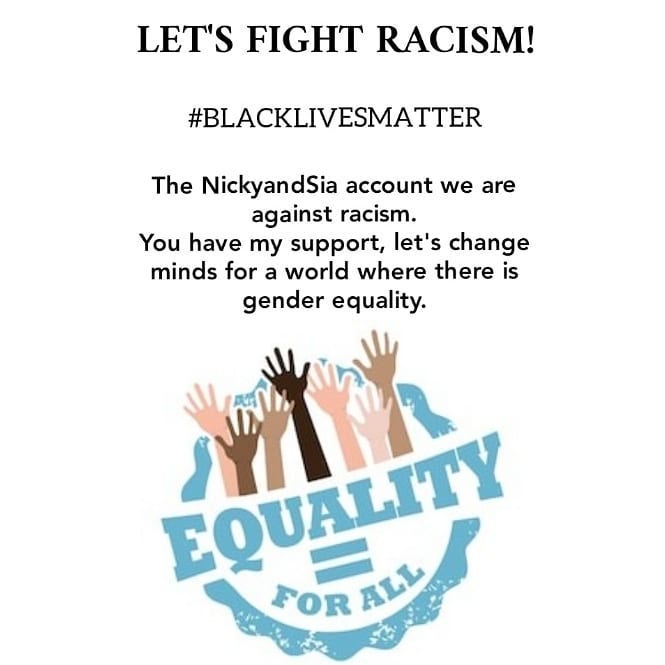 LET'S FIGHT RACISM!
#BLACKLIVESMATTER
The NickyandSia account we are
against racism.
You have my support, let's change
minds for a world where there is
gender equality.
EQUALITY
=
FOR ALL